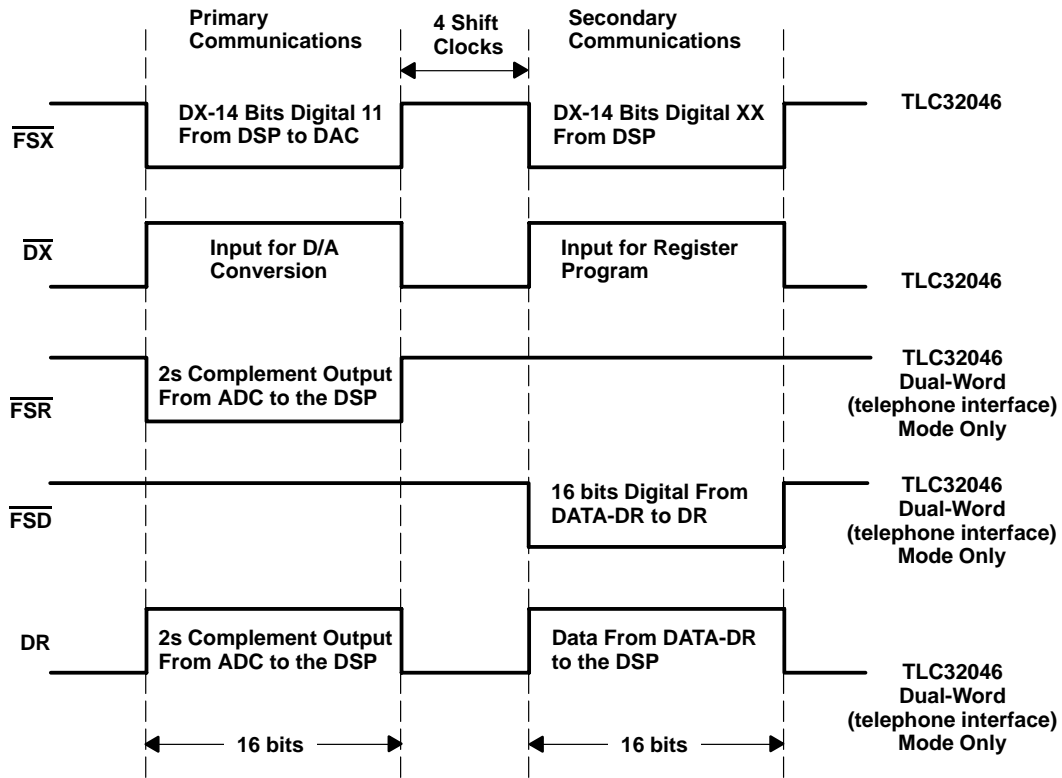 Primary
Communications
4 Shift
Clocks
Secondary
Communications
FSX
DX-14 Bits Digital 11
From DSP to DAC
DX-14 Bits Digital XX
From DSP
TLC32046
DX
Input for D/A
Conversion
Input for Register
Program
TLC32046
FSR
2s Complement Output
From ADC to the DSP
TLC32046
Dual-Word
(telephone interface)
Mode Only
FSD
16 bits Digital From
DATA-DR to DR
TLC32046
Dual-Word
(telephone interface)
Mode Only
DR
2s Complement Output
From ADC to the DSP
Data From DATA-DR
to the DSP
TLC32046
Dual-Word
(telephone interface)
Mode Only
16 bits
16 bits